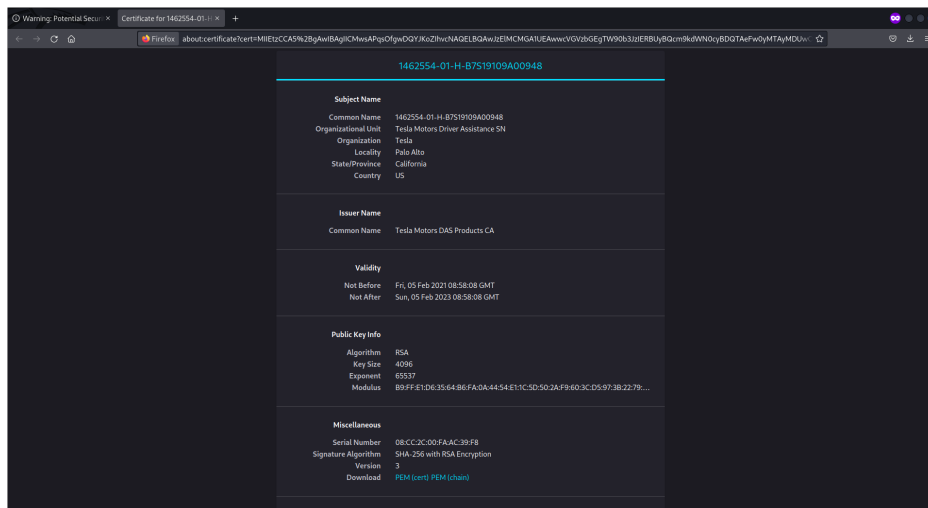 Warning: Potential Securi
Certificate for 1462554-01-H
Firefox about:certificate?cert=
1462554-01-H-B7S19109A00948
Subject Name
Common Name 1462554-01-H-B7S19109A00948
Organizational Unit Tesla Motors Driver Assistance SN
Organization Tesla
Locality Palo Alto
State/Province California
Country US
Issuer Name
Common Name Tesla Motors DAS Products CA
Validity
Not Before Fri, 05 Feb 2021 08:58:08 GMT
Not After Sun, 05 Feb 2023 08:58:08 GMT
Public Key Info
Algorithm RSA
Key Size 4096
Exponent 65537
Modulus B9:FF:E1:D6:35:64:B6:FA:0A:44:54:E1:1C:5D:50:2A:F9:60:3C:D5:97:3B:22:79:...
Miscellaneous
Serial Number 08:CC:2C:00:FA:AC:39:F8
Signature Algorithm SHA-256 with RSA Encryption
Version 3
Download PEM (cert) PEM (chain)